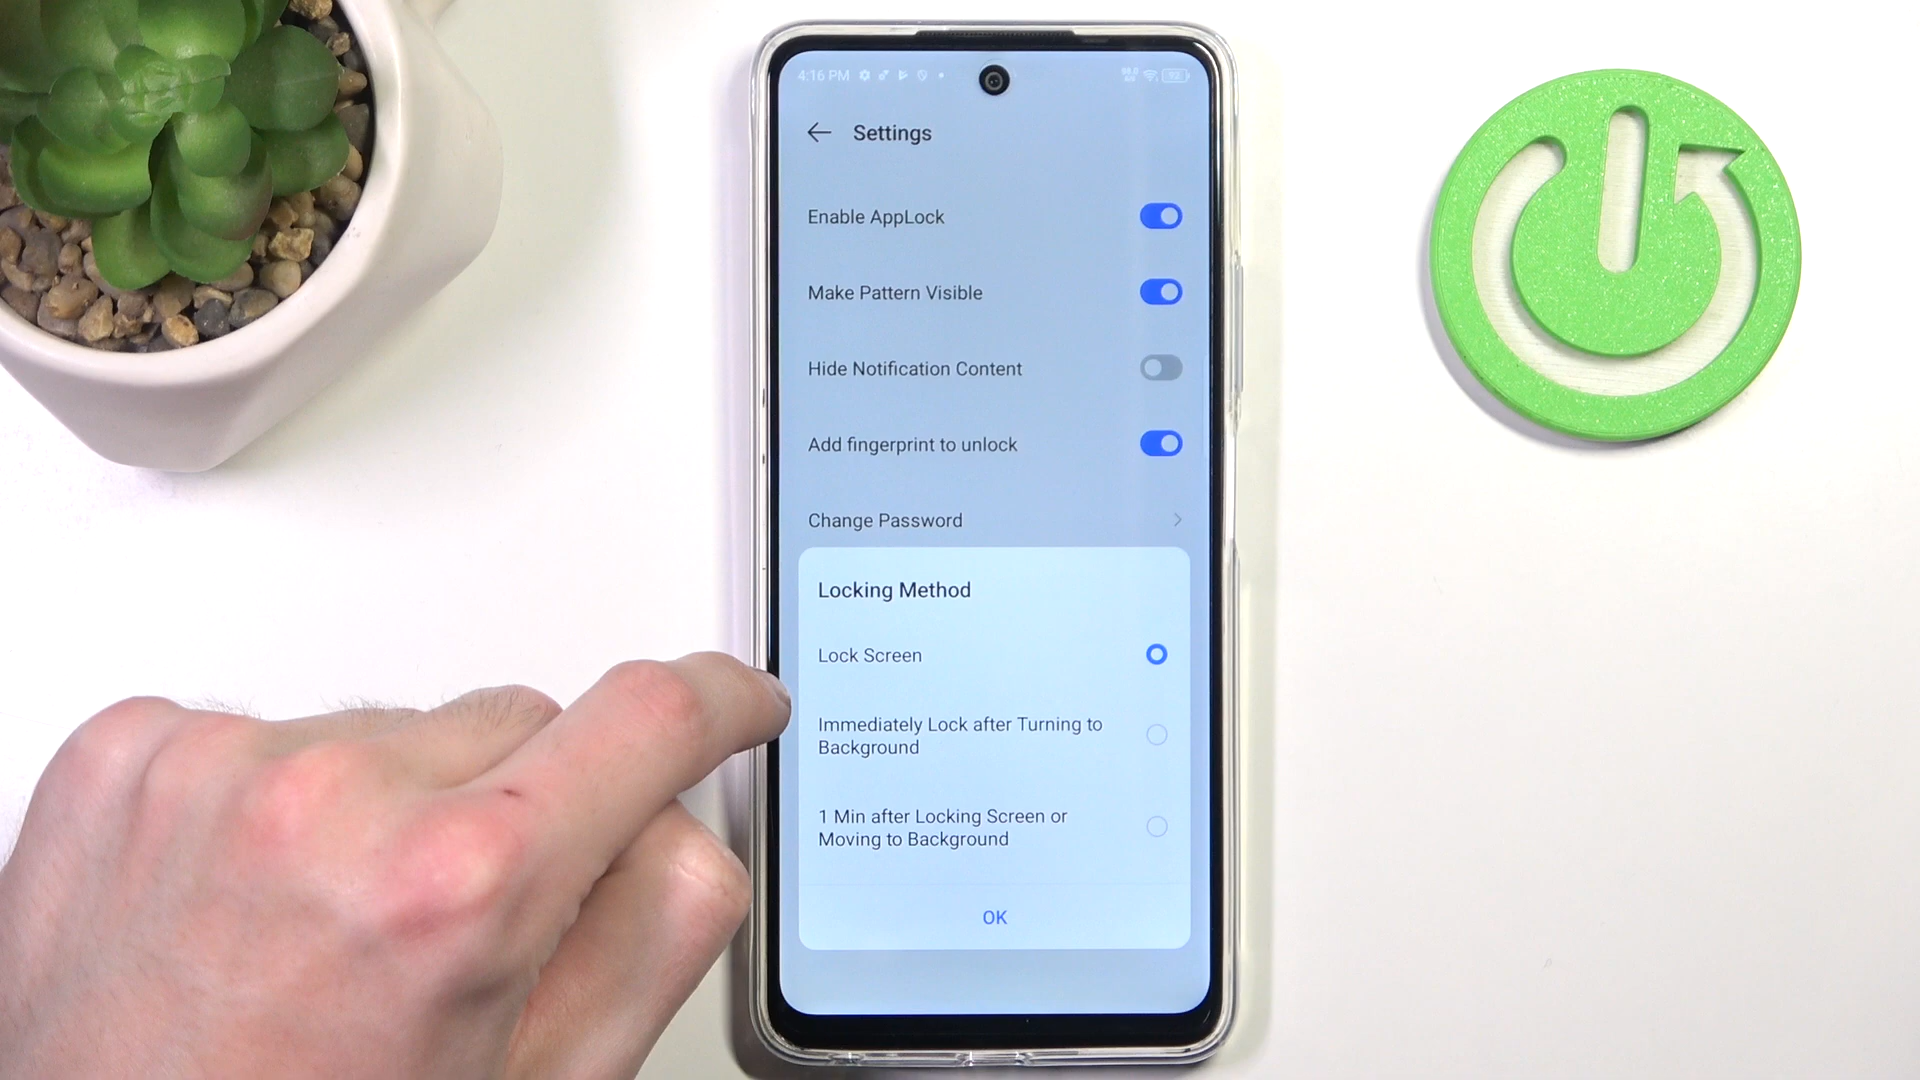 4:16 PM
Settings
Enable AppLock
Make Pattern Visible
Hide Notification Content
Add fingerprint to unlock
Change Password
Locking Method
Lock Screen
Immediately Lock after Turning to
Background
1 Min after Locking Screen or
Moving to Background
OK